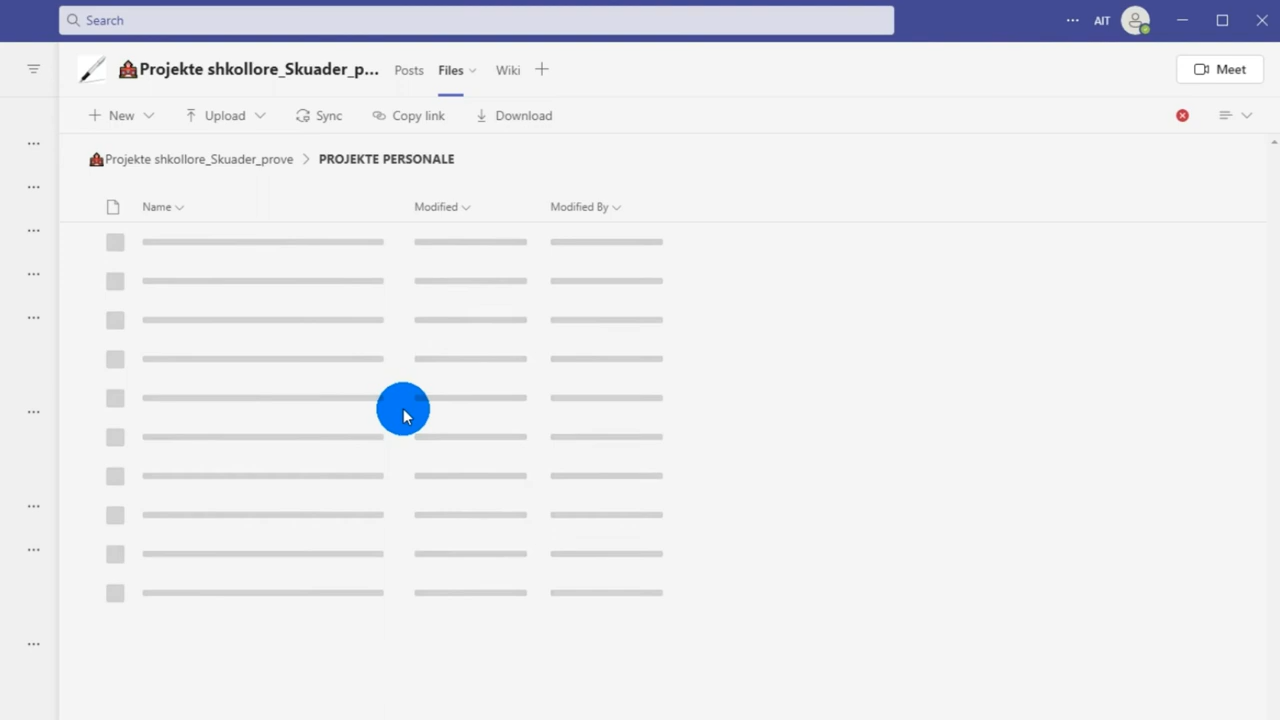 Search
AIT
Projekte shkollore_Skuader_p...
Posts
Files
Wiki
Meet
New
Upload
Sync
Copy link
Download
Projekte shkollore_Skuader_prove
PROJEKTE PERSONALE
Name
Modified
Modified By